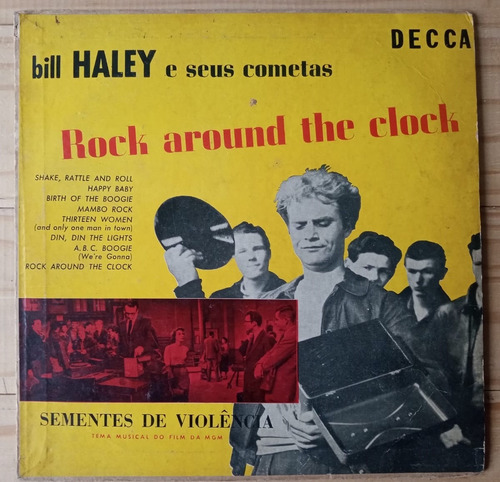 DECCA
bill HALEY e seus cometas
Rock around the clock
SHAKE, RATTLE AND ROLL
HAPPY BABY
BIRTH OF THE BOOGIE
MAMBO ROCK
THIRTEEN WOMEN
(and only one man in town)
DIN, DIN THE LIGHTS
A.B.C. BOOGIE
(We're Gonna)
ROCK AROUND THE CLOCK
SEMENTES DE VIOLÊNCIA
TEMA MUSICAL DO FILM DA MGM